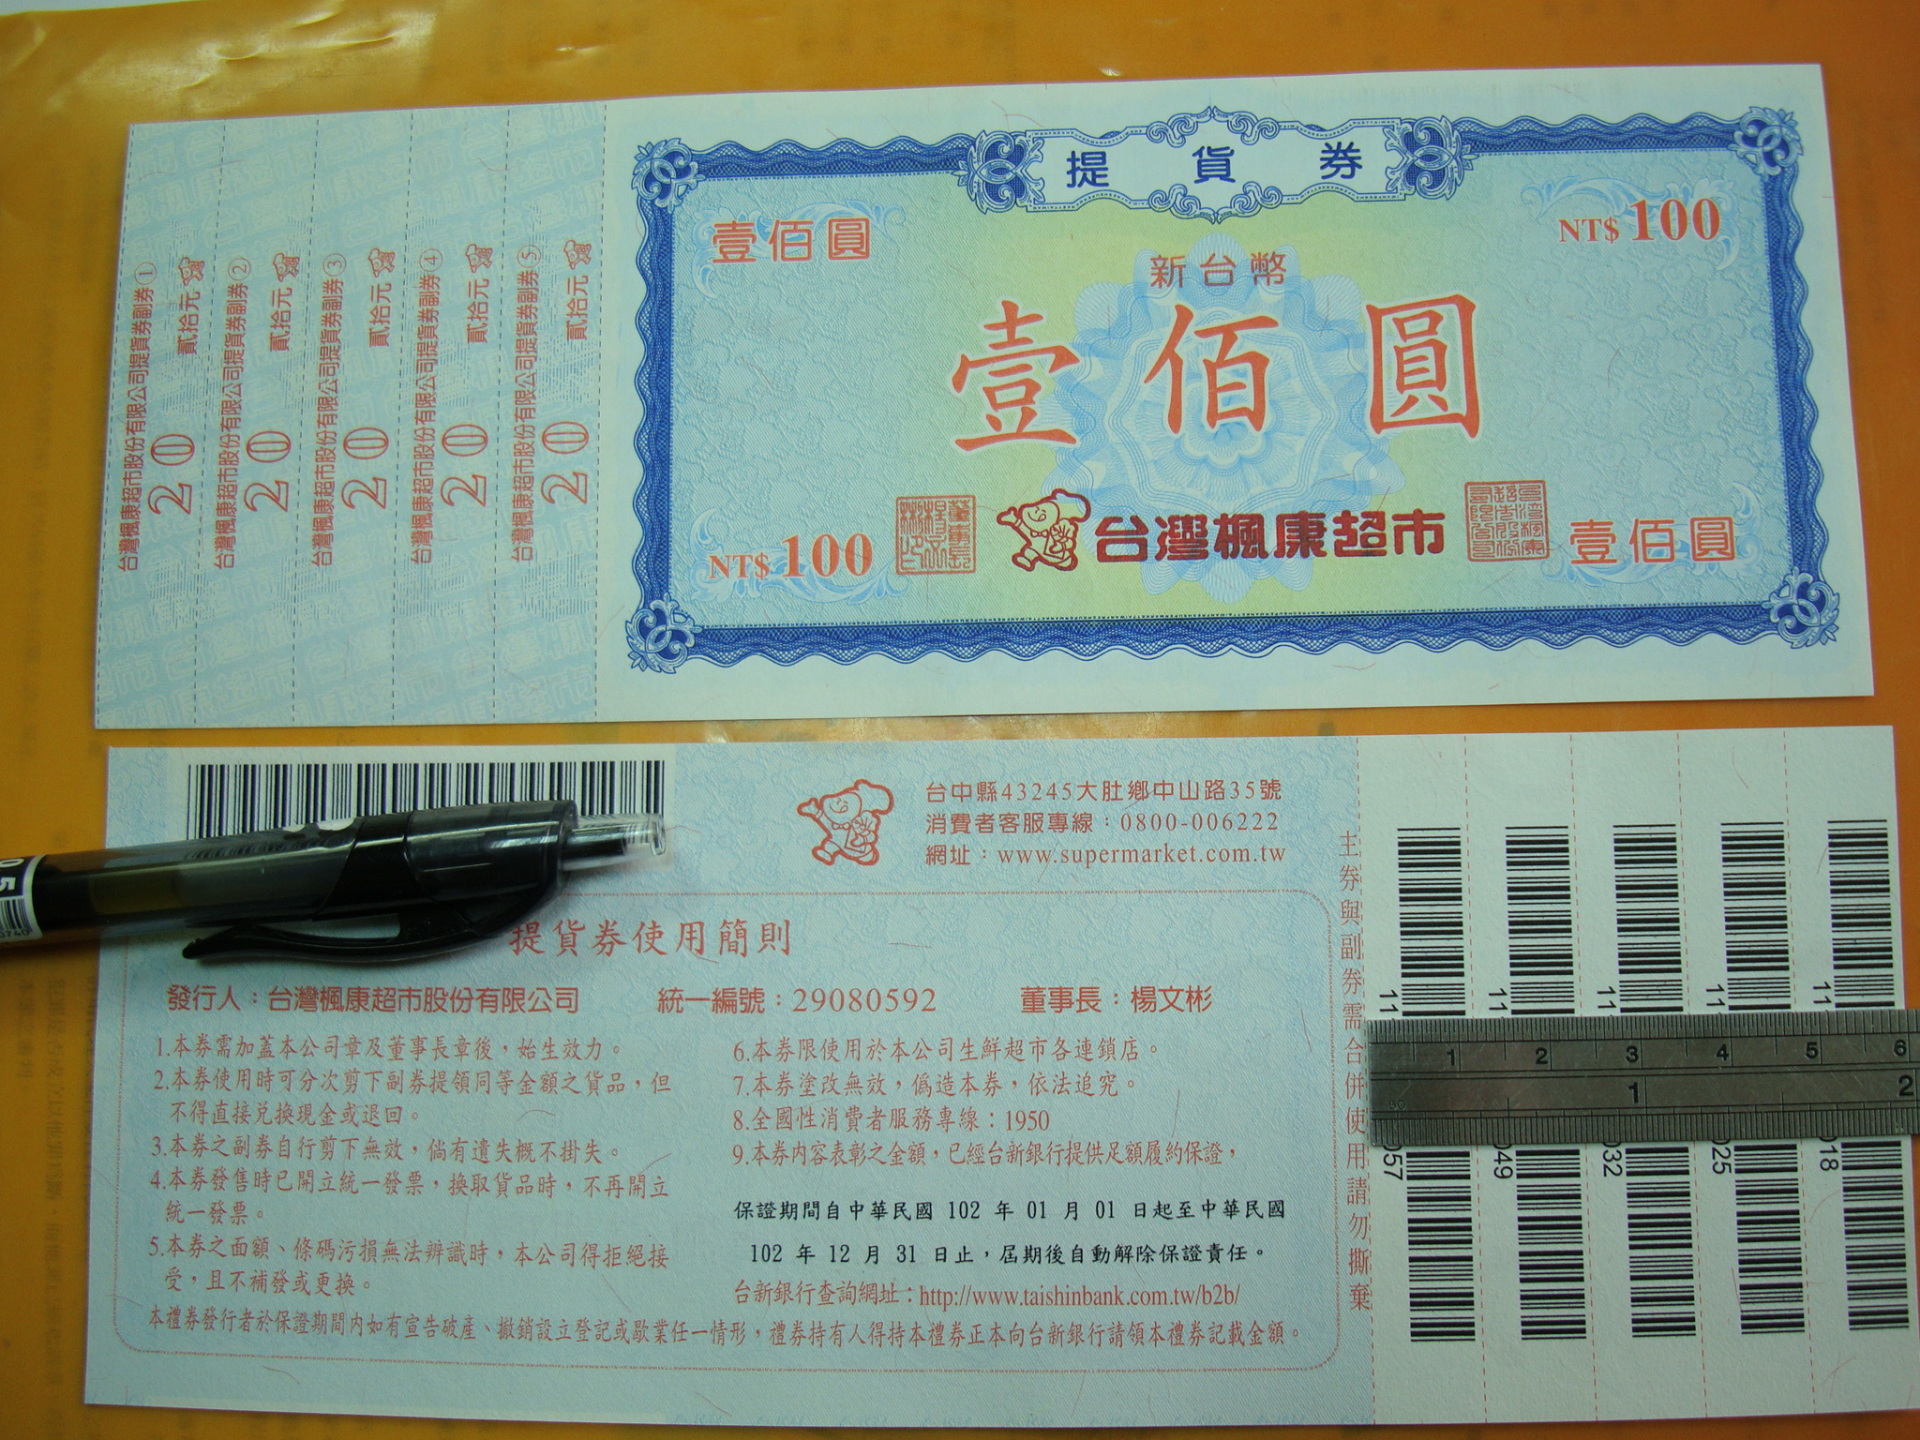 提貨券
壹佰圓
NT$ 100
新台幣
壹佰圓
NT$ 100
台灣楓康超市
壹佰圓
台灣楓康超市股份有限公司提貨券副券①
20 貳拾元
台灣楓康超市股份有限公司提貨券副券②
20 貳拾元
台灣楓康超市股份有限公司提貨券副券③
20 貳拾元
台灣楓康超市股份有限公司提貨券副券④
20 貳拾元
台灣楓康超市股份有限公司提貨券副券⑤
20 貳拾元
台中縣43245大肚鄉中山路35號
消費者客服專線：0800-006222
網址：www.supermarket.com.tw
提貨券使用簡則
發行人：台灣楓康超市股份有限公司 統一編號：29080592 董事長：楊文彬
1.本券需加蓋本公司章及董事長章後，始生效力。
2.本券使用時可分次剪下副券提領同等金額之貨品，但
不得直接兌換現金或退回。
3.本券之副券自行剪下無效，倘有遺失概不掛失。
4.本券發售時已開立統一發票，換取貨品時，不再開立
統一發票。
5.本券之面額、條碼污損無法辨識時，本公司得拒絕接
受，且不補發或更換。
6.本券限使用於本公司生鮮超市各連鎖店。
7.本券塗改無效，偽造本券，依法追究。
8.全國性消費者服務專線：1950
9.本券內容表彰之金額，已經台新銀行提供足額履約保證，
保證期間自中華民國 102 年 01 月 01 日起至中華民國
102 年 12 月 31 日止，屆期後自動解除保證責任。
台新銀行查詢網址：http://www.taishinbank.com.tw/b2b/
本禮券發行者於保證期間內如有宣告破產、撤銷設立登記或歇業任一情形，禮券持有人得持本禮券正本向台新銀行請領本禮券記載金額。
主券與副券需合併使用請勿撕棄
11
11
11
11
11
1 2 3 4 5 6
1 2
057
049
032
025
018